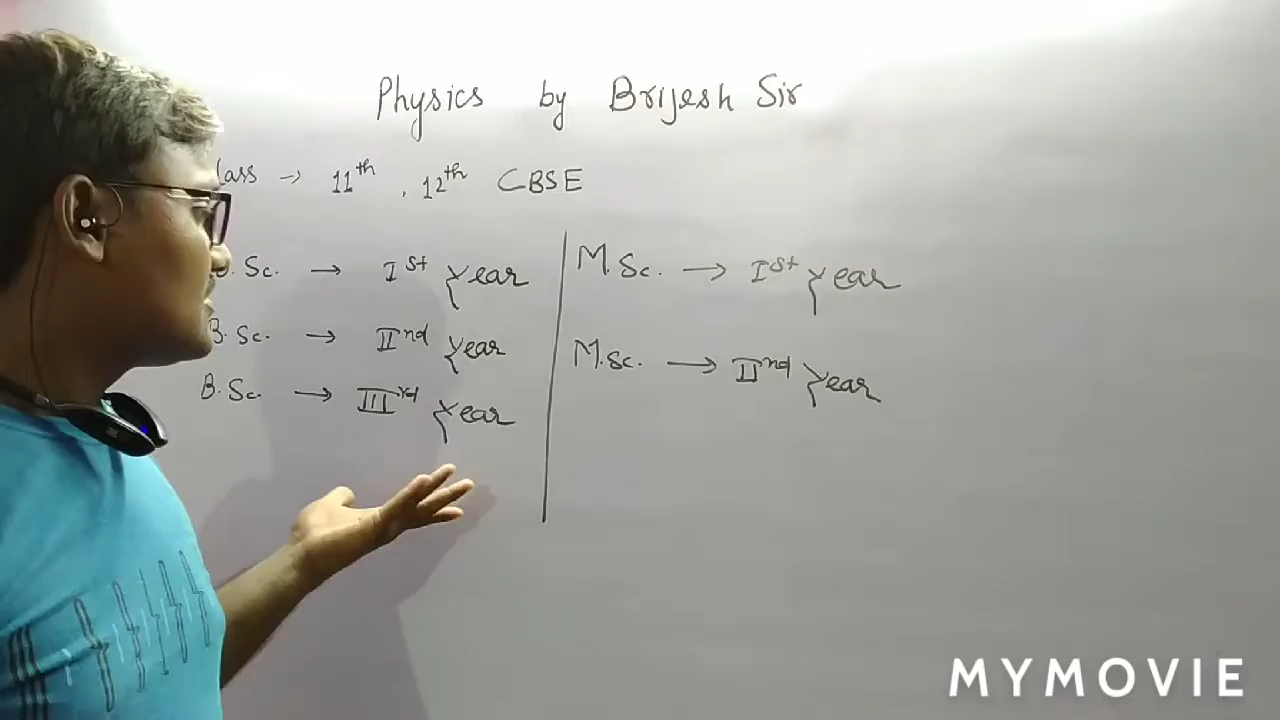 Physics by Brijesh Sir
lass → 11th , 12th CBSE
Sc. → Ist year
B. Sc. → IInd year
B. Sc. → IIIrd year
M. Sc. → Ist year
M.Sc. → IInd year
MYMOVIE